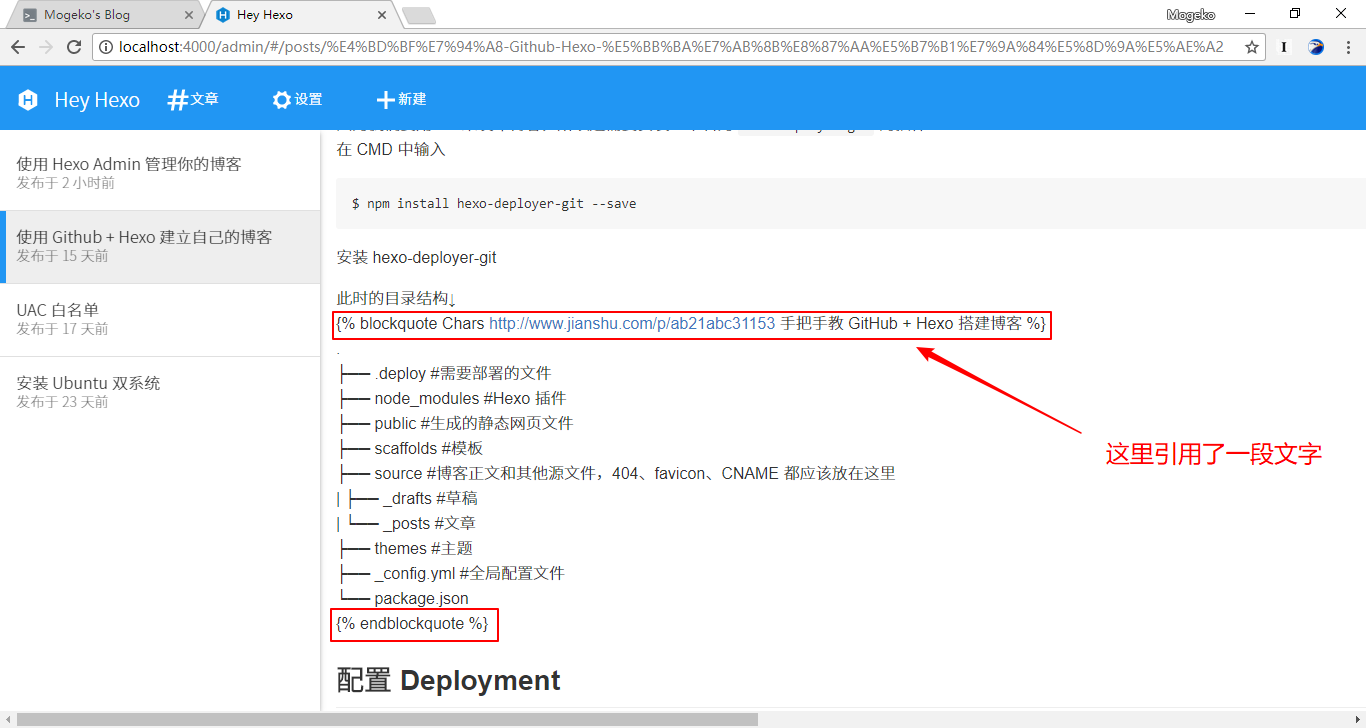 Mogeko's Blog
Hey Hexo
Mogeko
localhost:4000/admin/#/posts/%E4%BD%BF%E7%94%A8-Github-Hexo-%E5%BB%BA%E7%AB%8B%E8%87%AA%E5%B7%B1%E7%9A%84%E5%8D%9A%E5%AE%A2
Hey Hexo
文章
设置
新建
使用 Hexo Admin 管理你的博客
发布于 2 小时前
使用 Github + Hexo 建立自己的博客
发布于 15 天前
UAC 白名单
发布于 17 天前
安装 Ubuntu 双系统
发布于 23 天前
在 CMD 中输入
$ npm install hexo-deployer-git --save
安装 hexo-deployer-git
此时的目录结构↓
{% blockquote Chars http://www.jianshu.com/p/ab21abc31153 手把手教 GitHub + Hexo 搭建博客 %}
.
├── .deploy #需要部署的文件
├── node_modules #Hexo 插件
├── public #生成的静态网页文件
├── scaffolds #模板
├── source #博客正文和其他源文件，404、favicon、CNAME 都应该放在这里
| ├── _drafts #草稿
| └── _posts #文章
├── themes #主题
├── _config.yml #全局配置文件
└── package.json
{% endblockquote %}
这里引用了一段文字
配置 Deployment